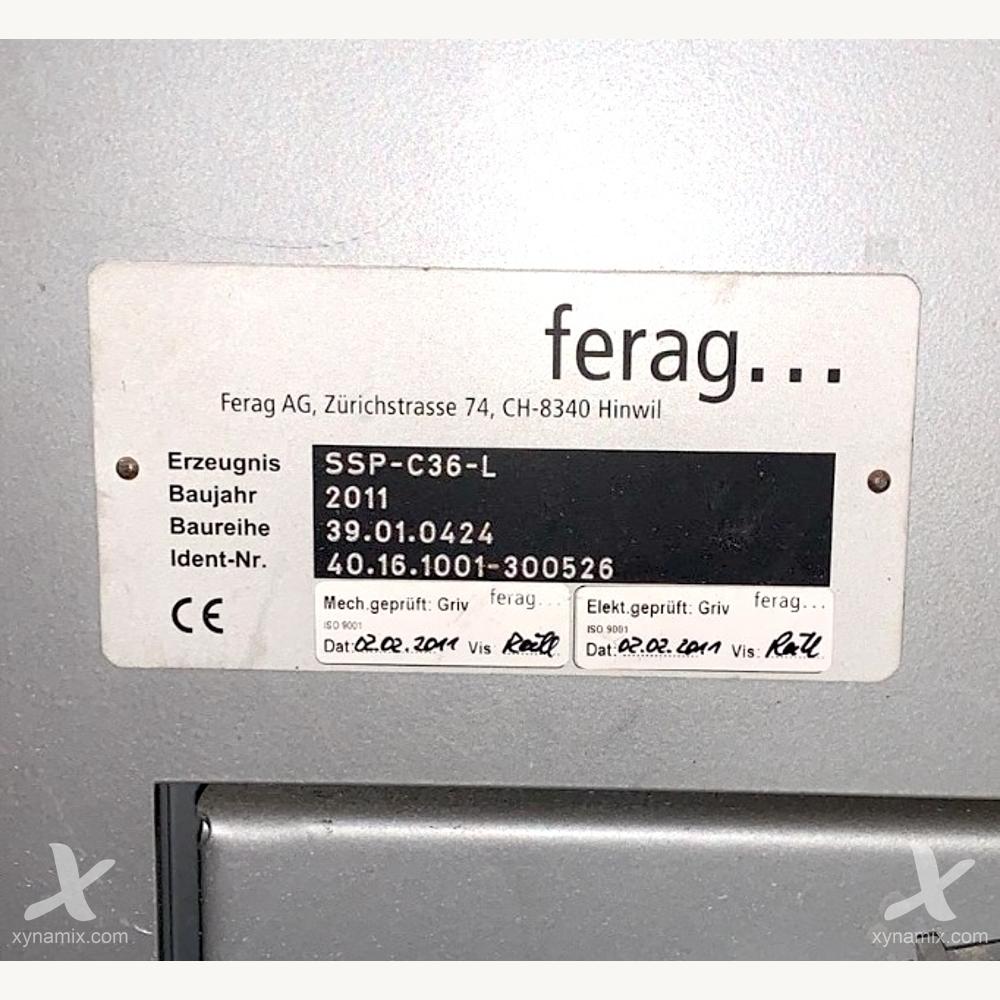 ferag...
Ferag AG, Zürichstrasse 74, CH-8340 Hinwil
Erzeugnis SSP-C36-L
Baujahr 2011
Baureihe 39.01.0424
Ident-Nr. 40.16.1001-300526
CE
Mech.geprüft: Griv ferag...
ISO 9001
Dat: 02.02.2011 Vis:
Elekt.geprüft: Griv ferag...
ISO 9001
Dat: 02.02.2011 Vis:
X
xynamix.com
X
xynamix.com